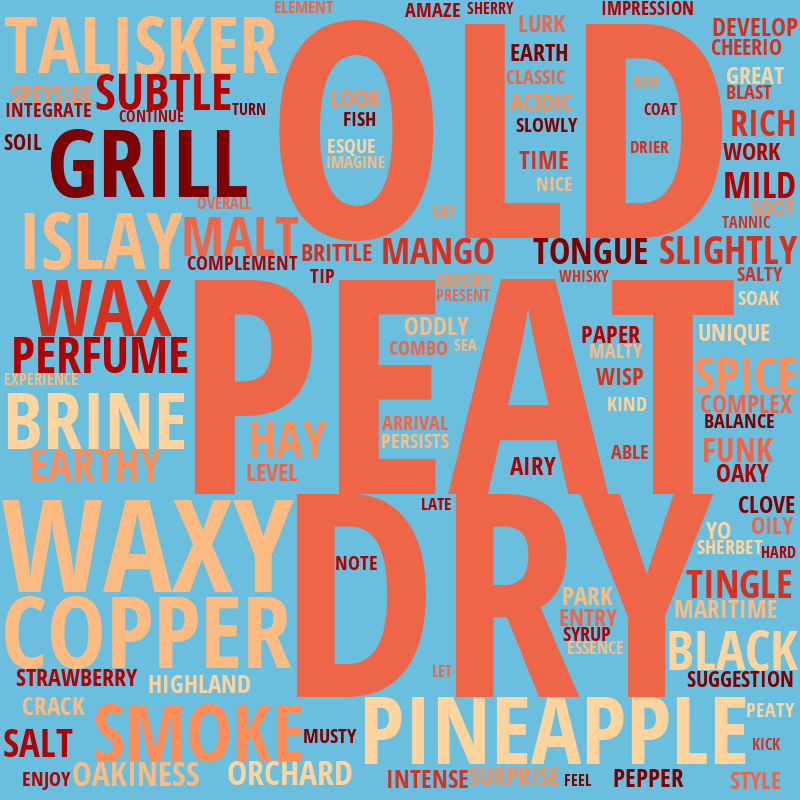 ELEMENT
AMAZE
SHERRY
IMPRESSION
TALISKER
OLD
LURK
DEVELOP
CHEERIO
EARTH
CLASSIC
GREAT
SPEYSIDE
SUBTLE
LOOK
ACIDIC
ASH
BLAST
INTEGRATE
CONTINUE
TURN
FISH
SLOWLY
COAT
RICH
SOIL
GRILL
ESQUE
IMAGINE
TIME
DRIER
WORK
NICE
MILD
OVERALL
EAT
SOOT
TANNIC
ISLAY
MALT
BRITTLE
MANGO
TONGUE
SLIGHTLY
COMPLEMENT
TIP
SMOKY
PRESENT
WHISKY
SALTY
WAX
PEAT
SOAK
PERFUME
ODDLY
COMBO
SEA
PAPER
MALTY
UNIQUE
EXPERIENCE
WISP
SPICE
BRINE
KIND
COMPLEX
BALANCE
HAY
ARRIVAL
PERSISTS
EARTHY
LEVEL
AIRY
ABLE
FUNK
OAKY
WAXY
DRY
LATE
CLOVE
YO
OILY
SHERBET
HARD
NOTE
COPPER
PARK
ENTRY
SYRUP
ESSENCE
TINGLE
MARITIME
BLACK
STRAWBERRY
HIGHLAND
LET
SUGGESTION
CRACK
SMOKE
PINEAPPLE
PEATY
SALT
MUSTY
KICK
ENJOY
OAKINESS
ORCHARD
INTENSE
SURPRISE
FEEL
PEPPER
STYLE